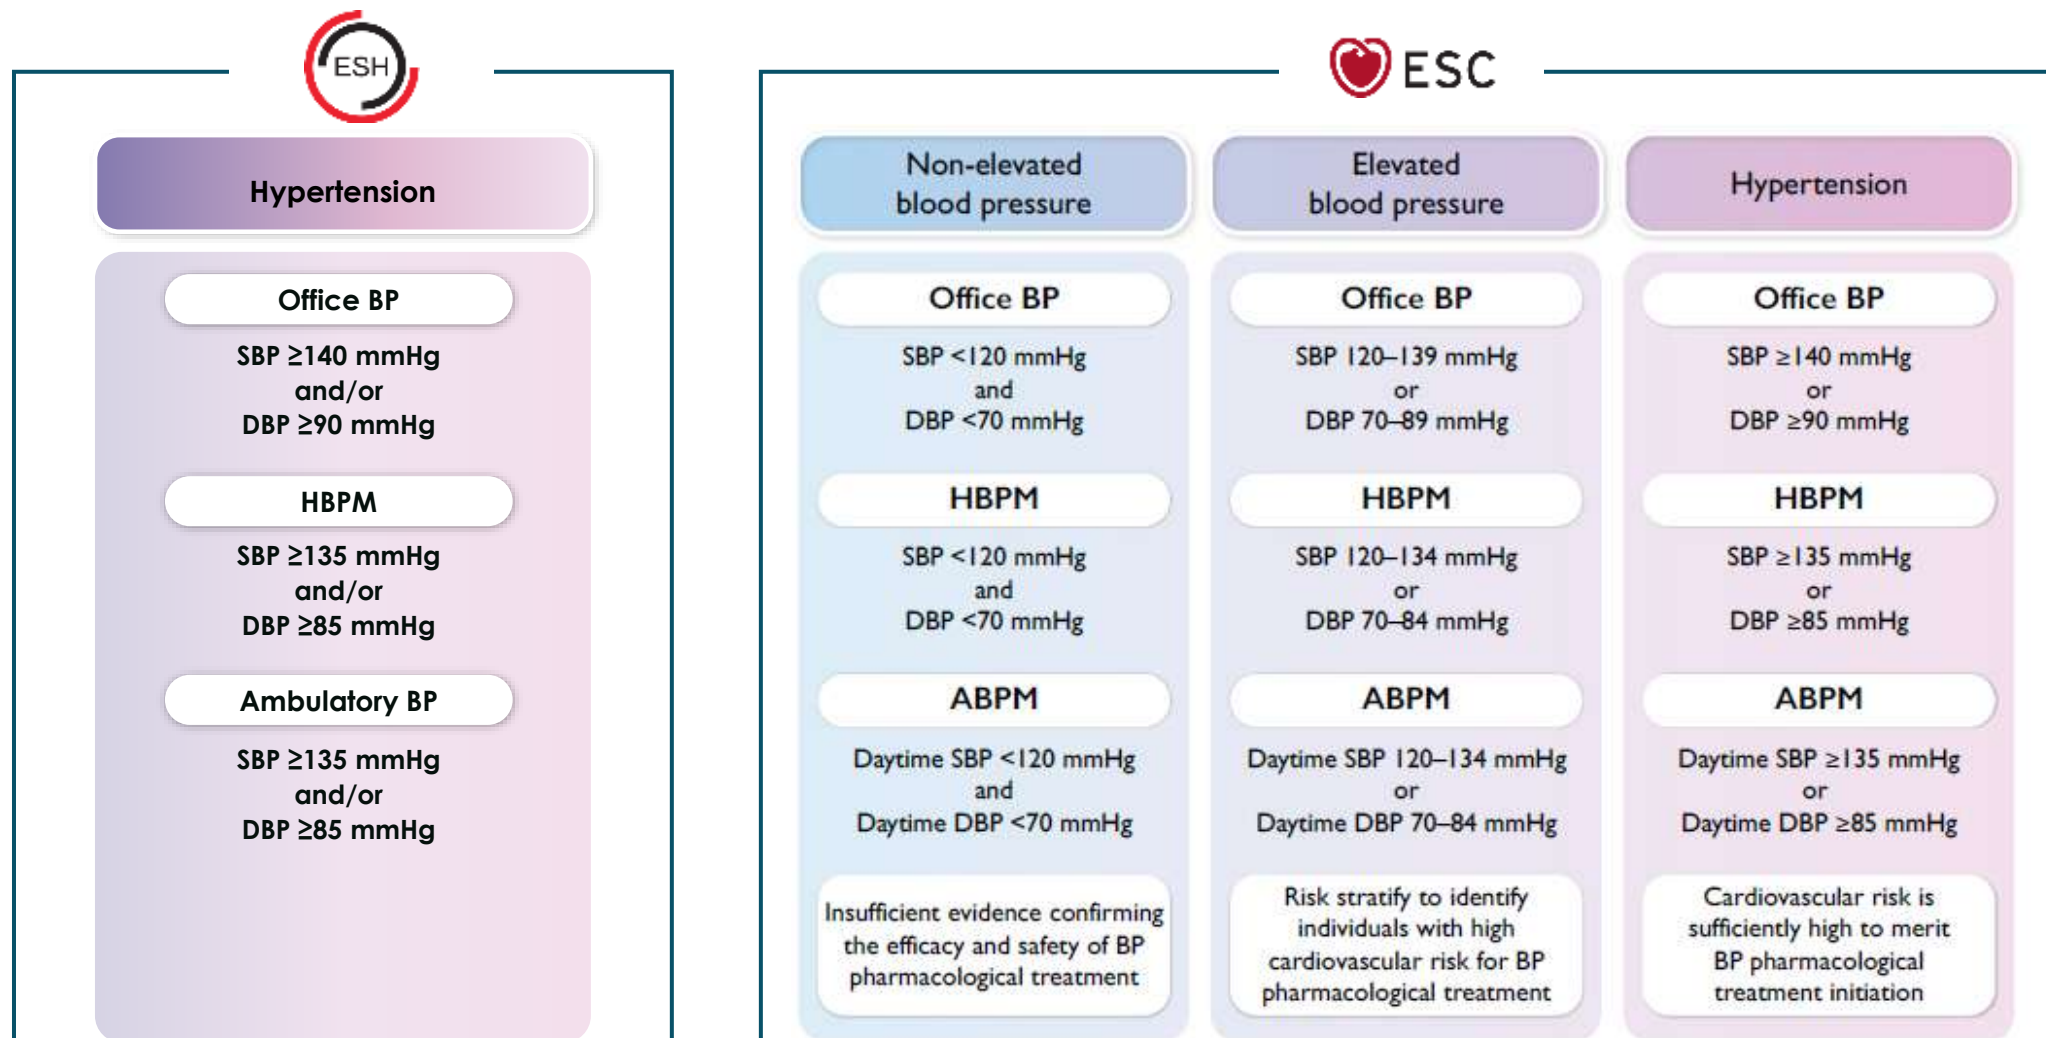 ESH
Hypertension
Office BP
SBP ≥140 mmHg
and/or
DBP ≥90 mmHg
HBPM
SBP ≥135 mmHg
and/or
DBP ≥85 mmHg
Ambulatory BP
SBP ≥135 mmHg
and/or
DBP ≥85 mmHg
ESC
Non-elevated
blood pressure
Office BP
SBP <120 mmHg
and
DBP <70 mmHg
HBPM
SBP <120 mmHg
and
DBP <70 mmHg
ABPM
Daytime SBP <120 mmHg
and
Daytime DBP <70 mmHg
Insufficient evidence confirming
the efficacy and safety of BP
pharmacological treatment
Elevated
blood pressure
Office BP
SBP 120–139 mmHg
or
DBP 70–89 mmHg
HBPM
SBP 120–134 mmHg
or
DBP 70–84 mmHg
ABPM
Daytime SBP 120–134 mmHg
or
Daytime DBP 70–84 mmHg
Risk stratify to identify
individuals with high
cardiovascular risk for BP
pharmacological treatment
Hypertension
Office BP
SBP ≥140 mmHg
or
DBP ≥90 mmHg
HBPM
SBP ≥135 mmHg
or
DBP ≥85 mmHg
ABPM
Daytime SBP ≥135 mmHg
or
Daytime DBP ≥85 mmHg
Cardiovascular risk is
sufficiently high to merit
BP pharmacological
treatment initiation